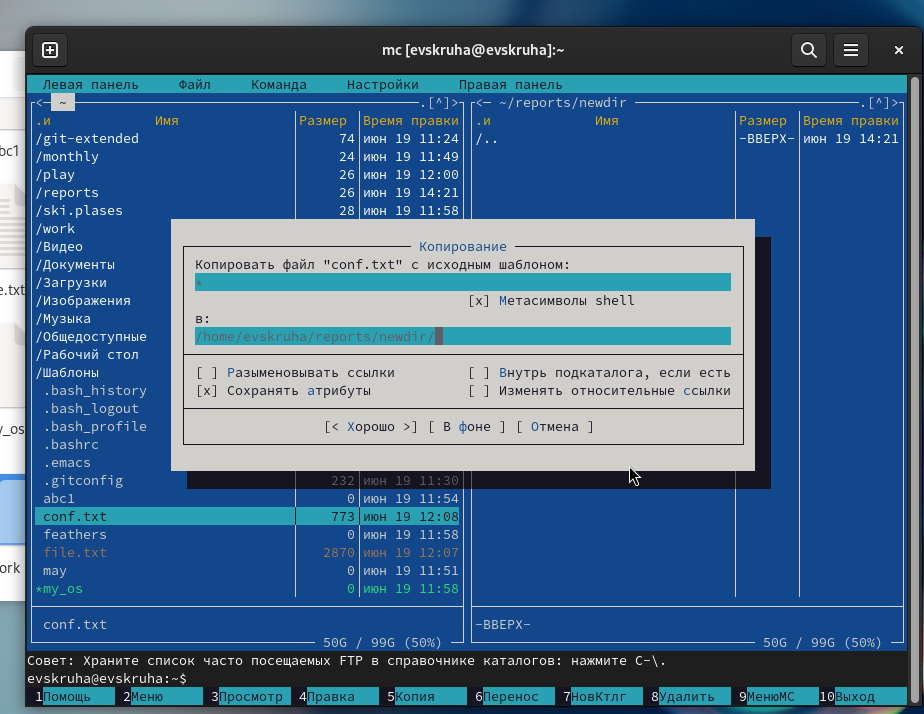 mc [evskruha@evskruha]:~
Левая панель Файл Команда Настройки Правая панель
<─ ~ ─.[^]> <─ ~/reports/newdir ─.[^]>
.и Имя Размер Время правки .и Имя Размер Время правки
/git-extended 74 июн 19 11:24 /.. -ВВЕРХ- июн 19 14:21
/monthly 24 июн 19 11:49
/play 26 июн 19 12:00
/reports 26 июн 19 14:21
/ski.plases 28 июн 19 11:58
/work
/Видео
/Документы
/Загрузки
/Изображения
/Музыка
/Общедоступные
/Рабочий стол
/Шаблоны
.bash_history
.bash_logout
.bash_profile
.bashrc
.emacs
.gitconfig 232 июн 19 11:30
abc1 0 июн 19 11:54
conf.txt 773 июн 19 12:08
feathers 0 июн 19 11:58
file.txt 2870 июн 19 12:07
may 0 июн 19 11:51
*my_os 0 июн 19 11:58
Копирование
Копировать файл "conf.txt" с исходным шаблоном:
*
[x] Метасимволы shell
в:
/home/evskruha/reports/newdir/
[ ] Разыменовывать ссылки [ ] Внутрь подкаталога, если есть
[x] Сохранять атрибуты [ ] Изменять относительные ссылки
[< Хорошо >] [ В фоне ] [ Отмена ]
conf.txt -ВВЕРХ-
50G / 99G (50%) 50G / 99G (50%)
Совет: Храните список часто посещаемых FTP в справочнике каталогов: нажмите C-\.
evskruha@evskruha:~$
1Помощь 2Меню 3Просмотр 4Правка 5Копия 6Перенос 7НовКтлг 8Удалить 9МенюМС 10Выход
bc1
e.txt
y_os
ork